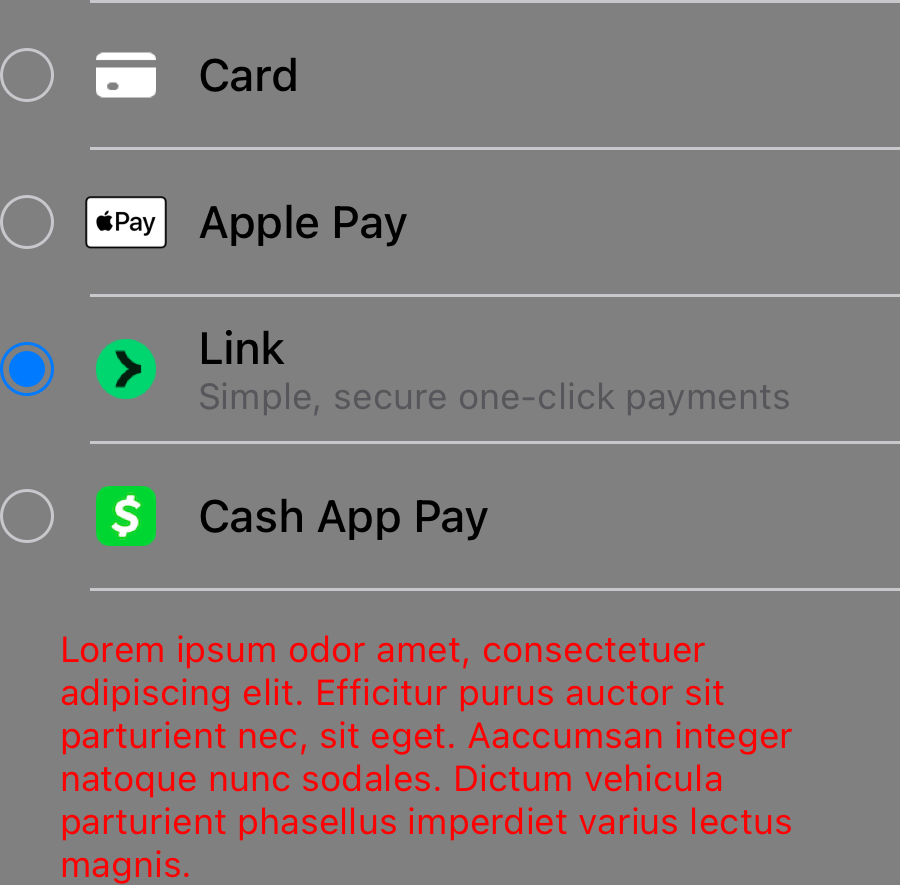 Card
Pay
Apple Pay
Link
Simple, secure one-click payments
$
Cash App Pay
Lorem ipsum odor amet, consectetuer
adipiscing elit. Efficitur purus auctor sit
parturient nec, sit eget. Aaccumsan integer
natoque nunc sodales. Dictum vehicula
parturient phasellus imperdiet varius lectus
magnis.